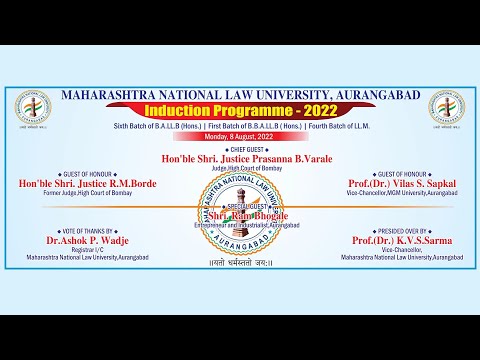 MAHARASHTRA NATIONAL LAW UNIVERSITY, AURANGABAD
Induction Programme - 2022
Sixth Batch of B.A.LL.B (Hons.) | First Batch of B.B.A.LL.B ( Hons.) | Fourth Batch of LL.M.
Monday, 8 August, 2022
CHIEF GUEST
Hon'ble Shri. Justice Prasanna B.Varale
Judge,High Court of Bombay
GUEST OF HONOUR
Hon'ble Shri. Justice R.M.Borde
Former Judge,High Court of Bombay
GUEST OF HONOUR
Prof.(Dr.) Vilas S. Sapkal
Vice-Chancellor,MGM University,Aurangabad
SPECIAL GUEST
Shri. Ram Bhogale
Entrepreneur and Industrialist,Aurangabad
VOTE OF THANKS BY
Dr.Ashok P. Wadje
Registrar I/C
Maharashtra National Law University,Aurangabad
PRESIDED OVER BY
Prof.(Dr.) K.V.S.Sarma
Vice-Chancellor,
Maharashtra National Law University,Aurangabad
MAHARASHTRA NATIONAL LAW UNIVERSITY
AURANGABAD
॥यतो धर्मस्ततो जय:॥